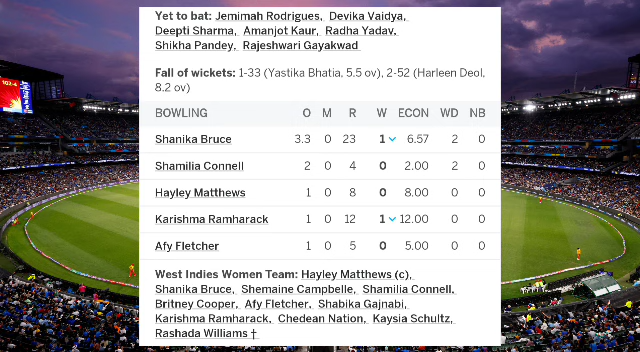 Yet to bat: Jemimah Rodrigues, Devika Vaidya,
Deepti Sharma, Amanjot Kaur, Radha Yadav,
Shikha Pandey, Rajeshwari Gayakwad
Fall of wickets: 1-33 (Yastika Bhatia, 5.5 ov), 2-52 (Harleen Deol,
8.2 ov)
BOWLING O M R W ECON WD NB
Shanika Bruce 3.3 0 23 1 6.57 2 0
Shamilia Connell 2 0 4 0 2.00 2 0
Hayley Matthews 1 0 8 0 8.00 0 0
Karishma Ramharack 1 0 12 1 12.00 0 0
Afy Fletcher 1 0 5 0 5.00 0 0
West Indies Women Team: Hayley Matthews (c),
Shanika Bruce, Shemaine Campbelle, Shamilia Connell,
Britney Cooper, Afy Fletcher, Shabika Gajnabi,
Karishma Ramharack, Chedean Nation, Kaysia Schultz,
Rashada Williams †